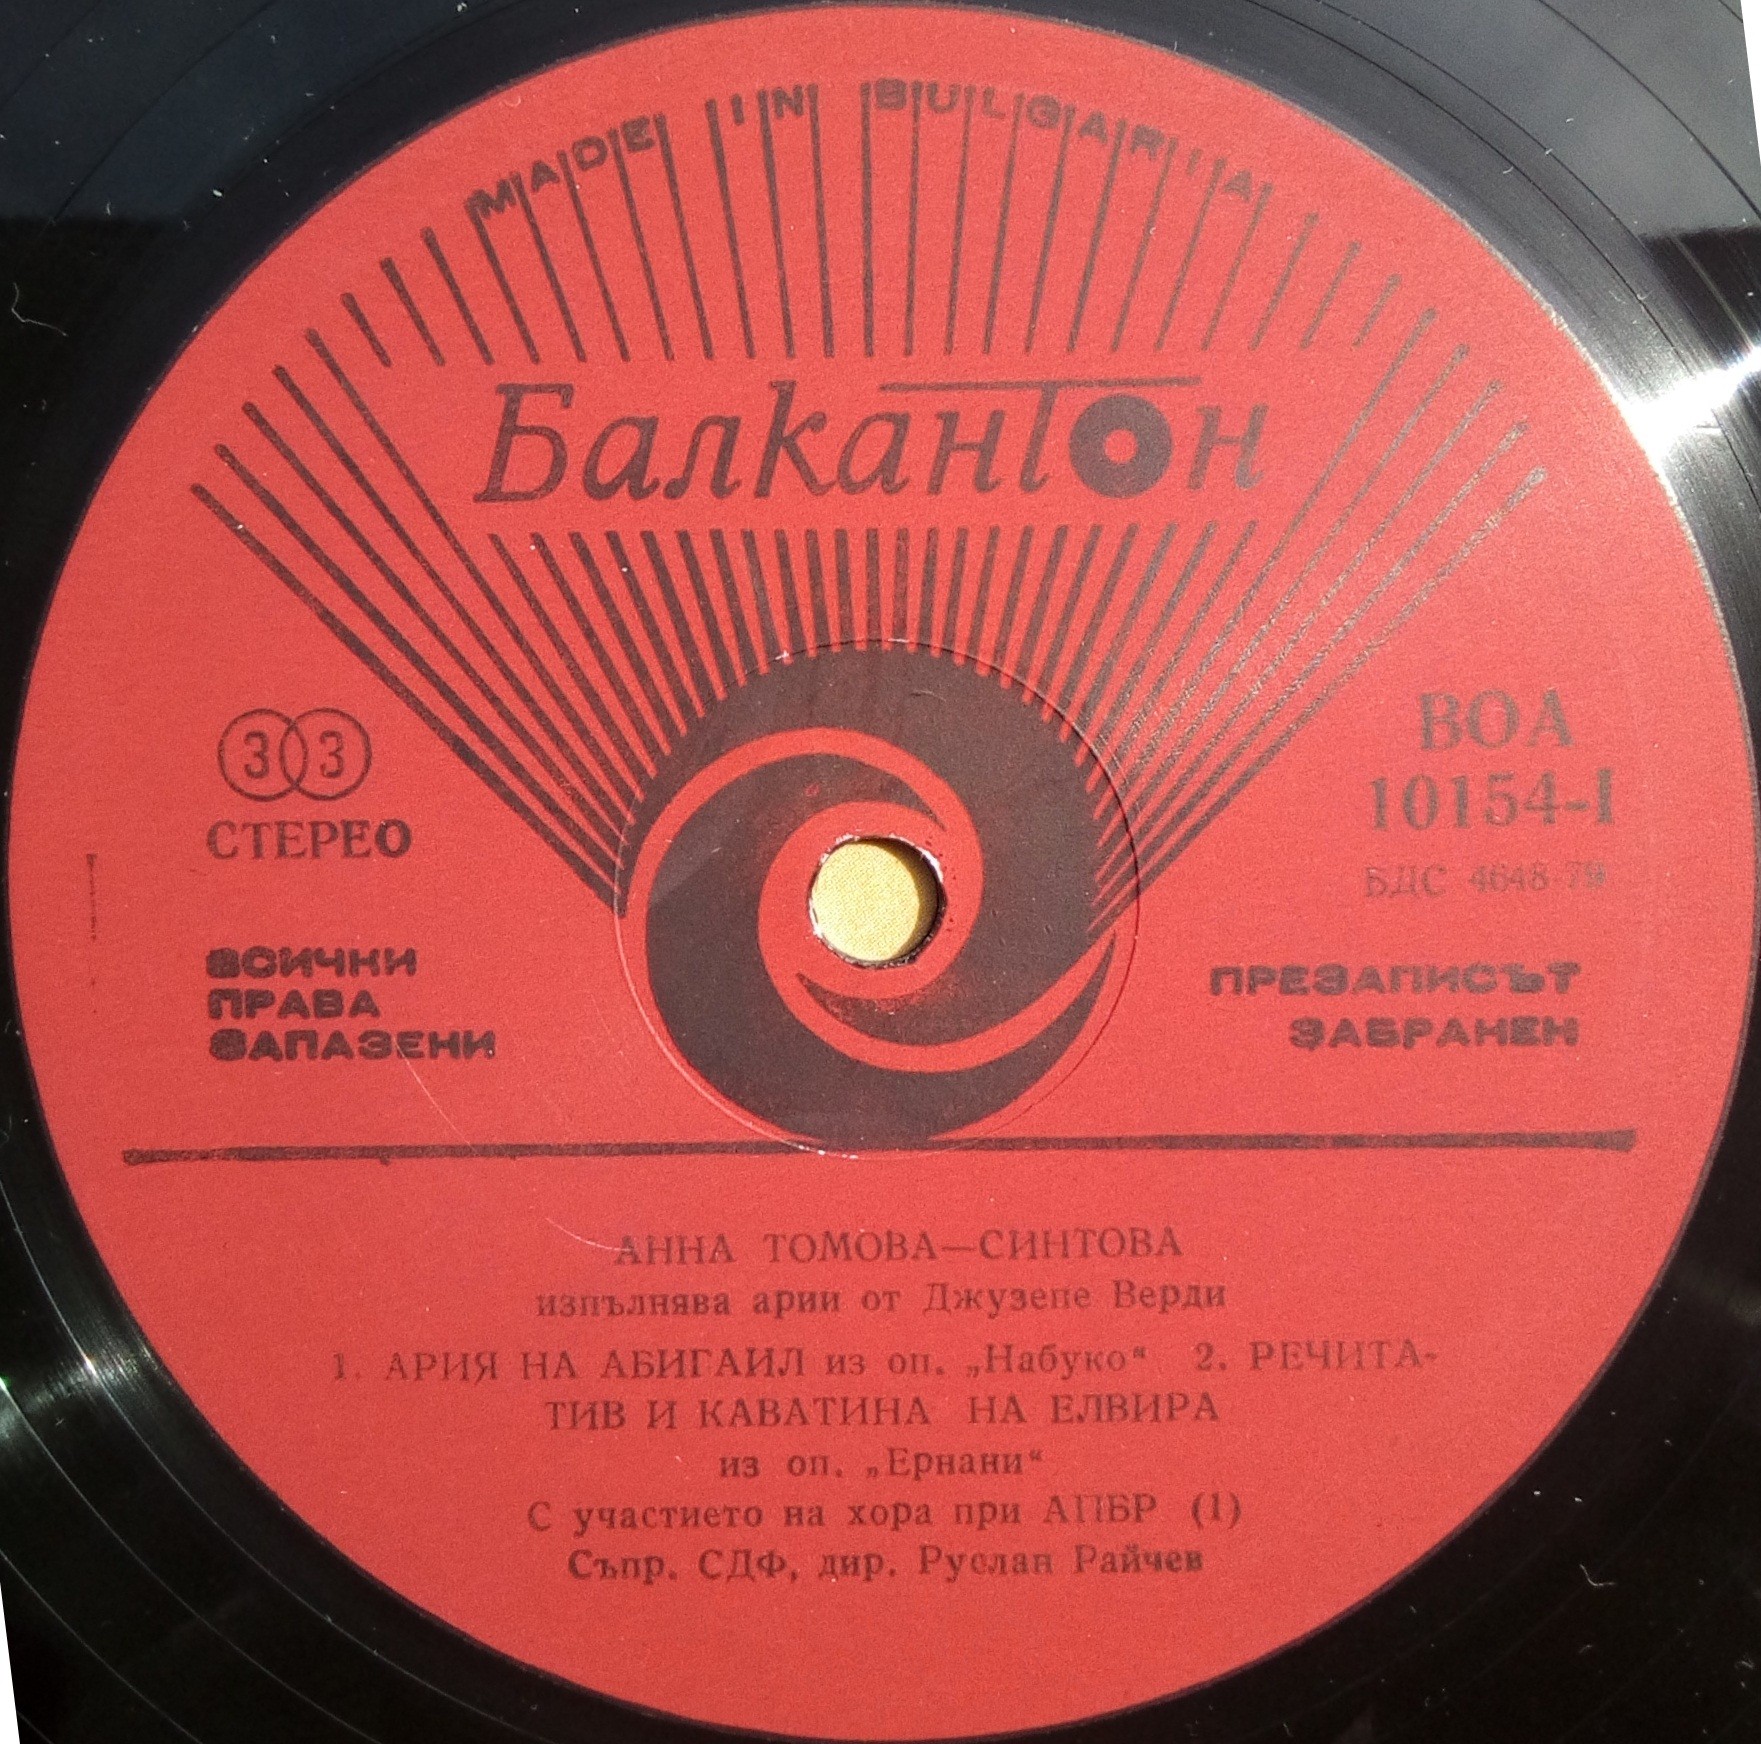 MADE IN BULGARIA
Балкантон
33
СТЕРЕО
ВОА
10154-I
БДС 4648-79
ВСИЧКИ
ПРАВА
ЗАПАЗЕНИ
ПРЕЗАПИСЪТ
ЗАБРАНЕН
АННА ТОМОВА—СИНТОВА
изпълнява арии от Джузепе Верди
1. АРИЯ НА АБИГАИЛ из оп. „Набуко“ 2. РЕЧИТА-
ТИВ И КАВАТИНА НА ЕЛВИРА
из оп. „Ернани“
С участието на хора при АПБР (1)
Съпр. СДФ, дир. Руслан Райчев